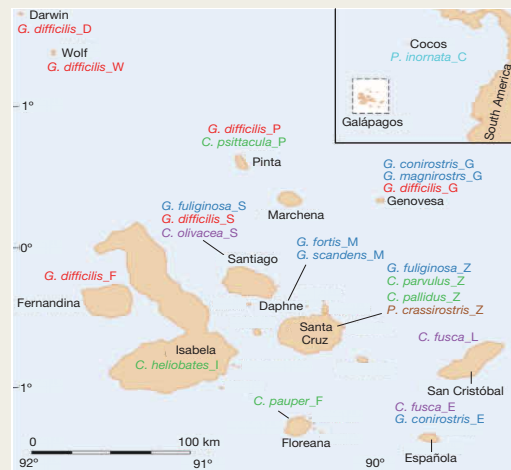 Darwin
G. difficilis_D
Wolf
G. difficilis_W
Cocos
P. inornata_C
South America
Galápagos
1°
G. difficilis_P
C. psittacula_P
Pinta
G. conirostris_G
G. magnirostrs_G
G. difficilis_G
Genovesa
Marchena
G. fuliginosa_S
G. difficilis_S
C. olivacea_S
Santiago
0°
G. fortis_M
G. scandens_M
Daphne
G. difficilis_F
Fernandina
G. fuliginosa_Z
C. parvulus_Z
C. pallidus_Z
P. crassirostris_Z
Santa
Cruz
Isabela
C. heliobates_I
C. fusca_L
San Cristóbal
1°
C. pauper_F
Floreana
C. fusca_E
G. conirostris_E
Española
0 100 km
92° 91° 90°